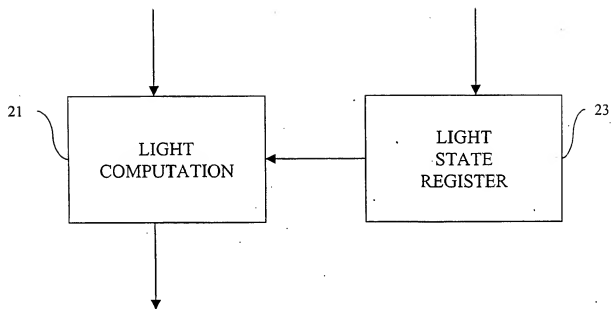 21
LIGHT
COMPUTATION
LIGHT
STATE
REGISTER
23